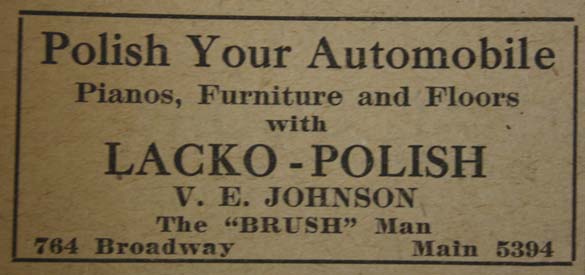 Polish Your Automobile
Pianos, Furniture and Floors
with
LACKO - POLISH
V. E. JOHNSON
The “BRUSH” Man
764 Broadway Main 5394